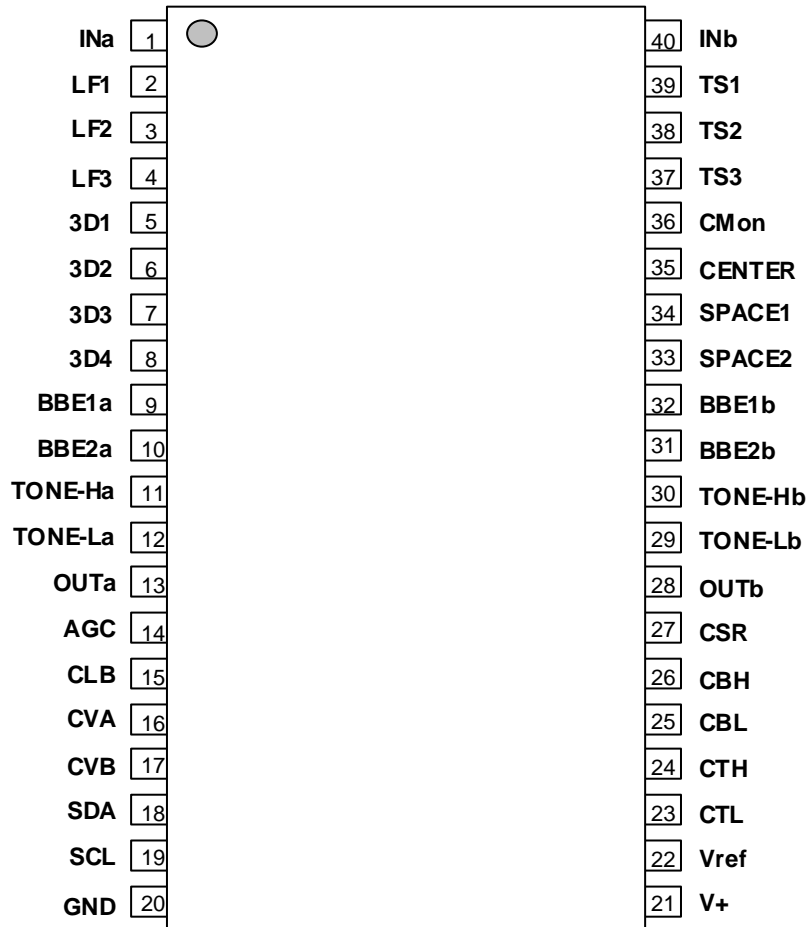 INa 1 40 INb
LF1 2 39 TS1
LF2 3 38 TS2
LF3 4 37 TS3
3D1 5 36 CMon
3D2 6 35 CENTER
3D3 7 34 SPACE1
3D4 8 33 SPACE2
BBE1a 9 32 BBE1b
BBE2a 10 31 BBE2b
TONE-Ha 11 30 TONE-Hb
TONE-La 12 29 TONE-Lb
OUTa 13 28 OUTb
AGC 14 27 CSR
CLB 15 26 CBH
CVA 16 25 CBL
CVB 17 24 CTH
SDA 18 23 CTL
SCL 19 22 Vref
GND 20 21 V+